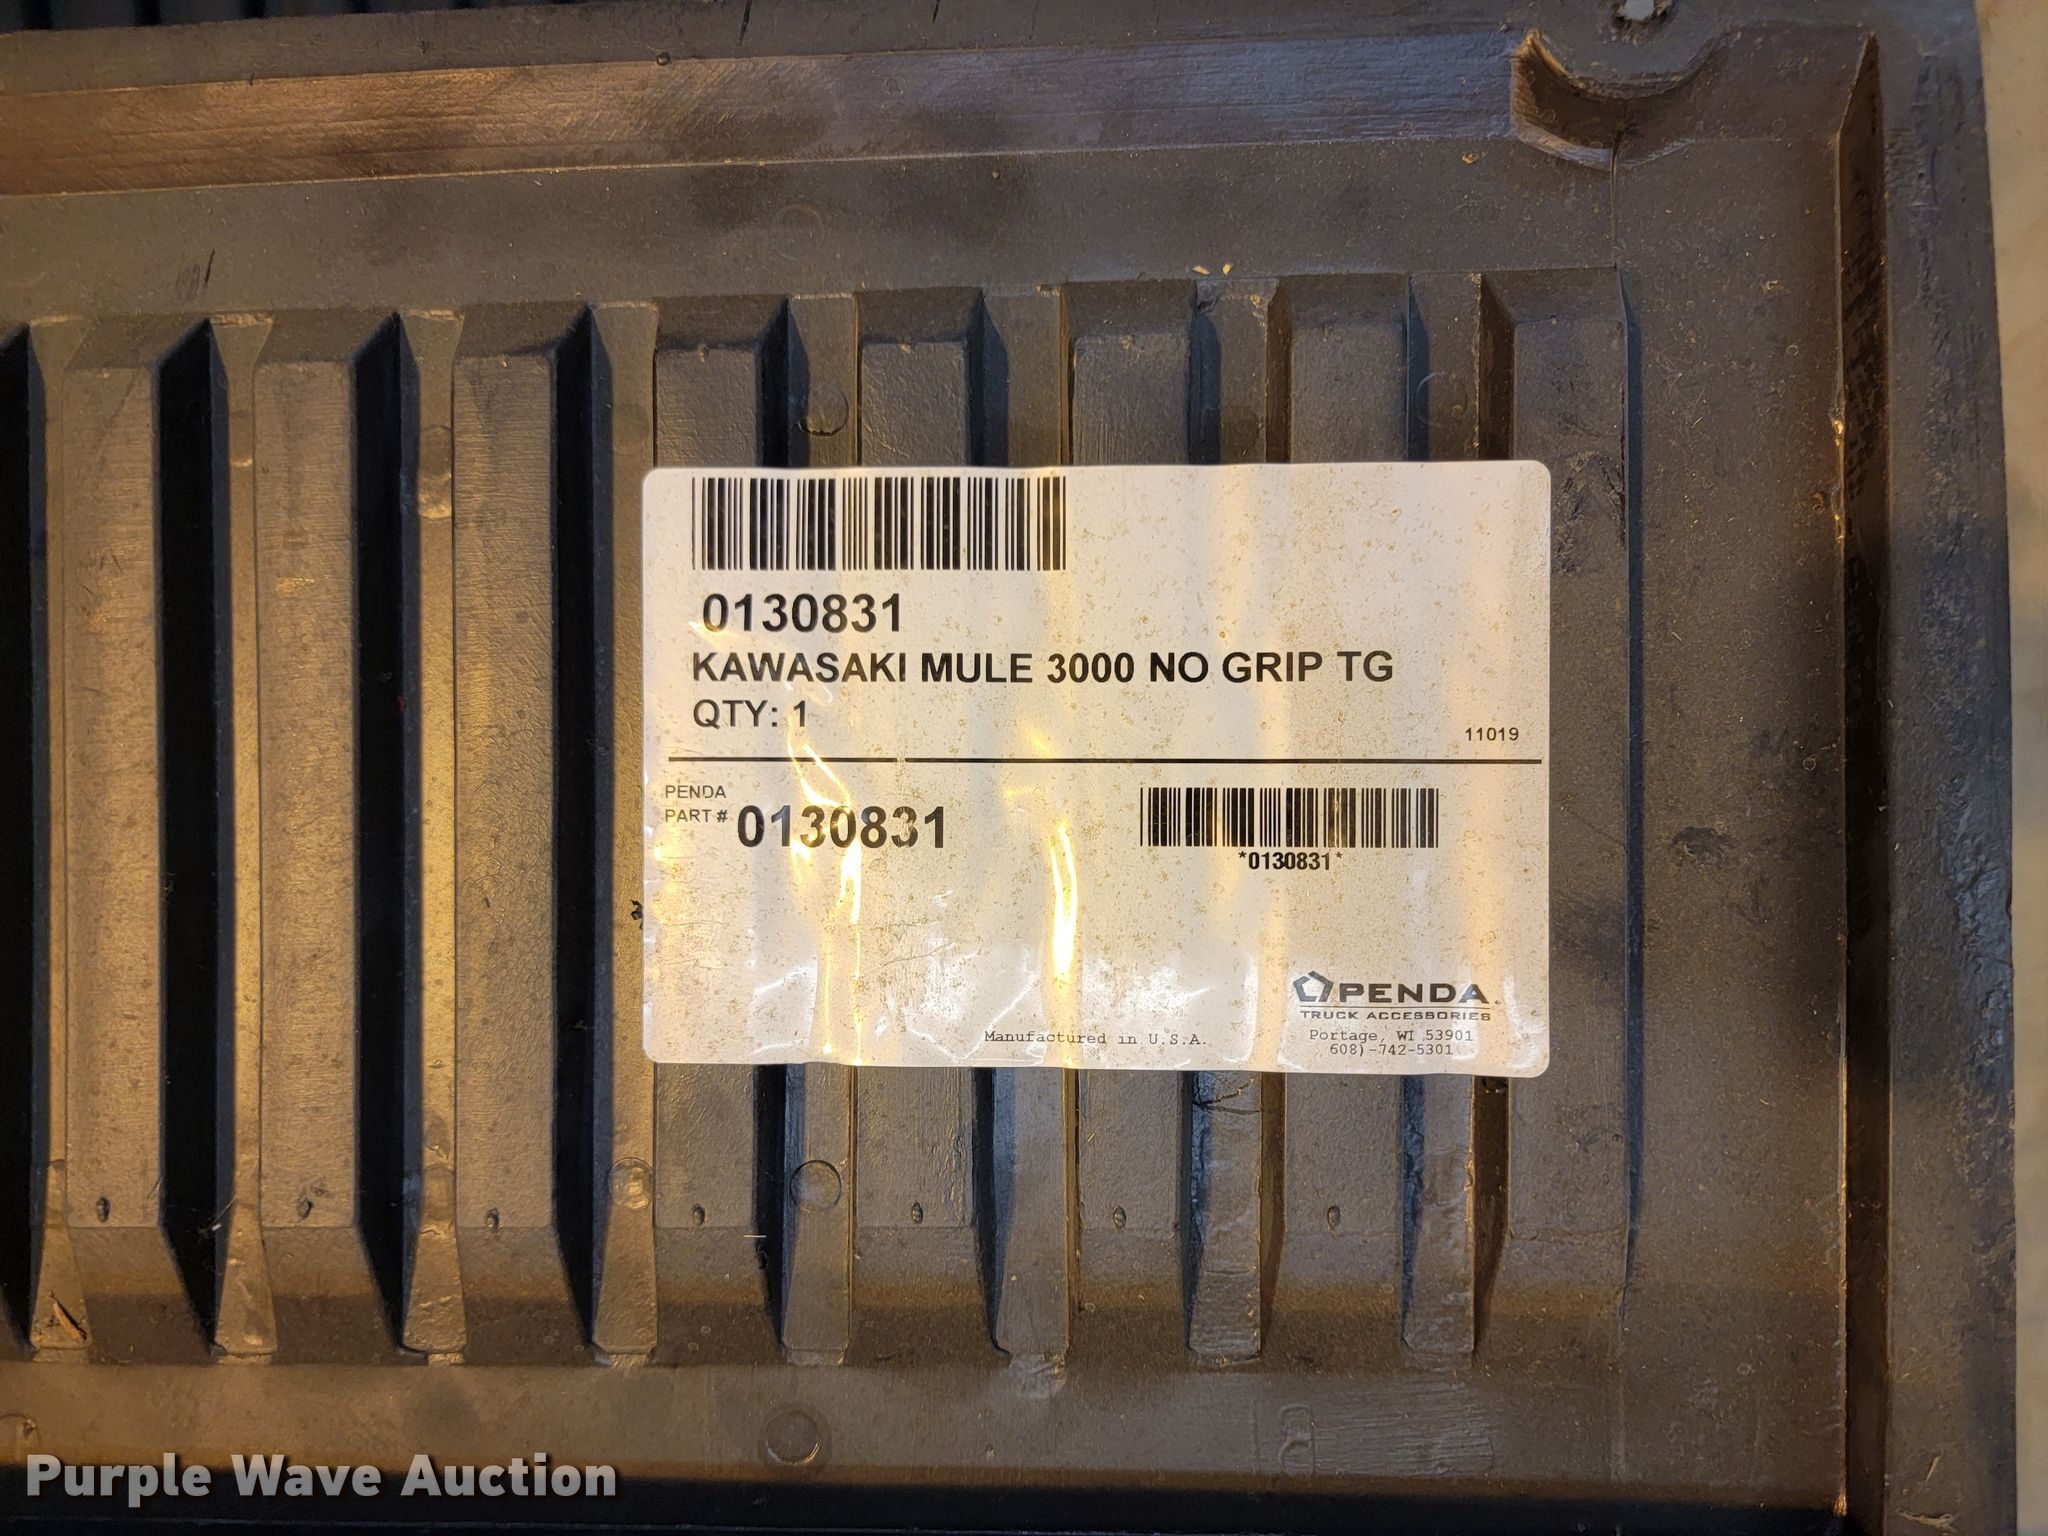 0130831
KAWASAKI MULE 3000 NO GRIP TG
QTY: 1
11019
PENDA
PART # 0130831
*0130831*
PENDA
TRUCK ACCESSORIES
Portage, WI 53901
608)-742-5301
Manufactured in U.S.A.
Purple Wave Auction